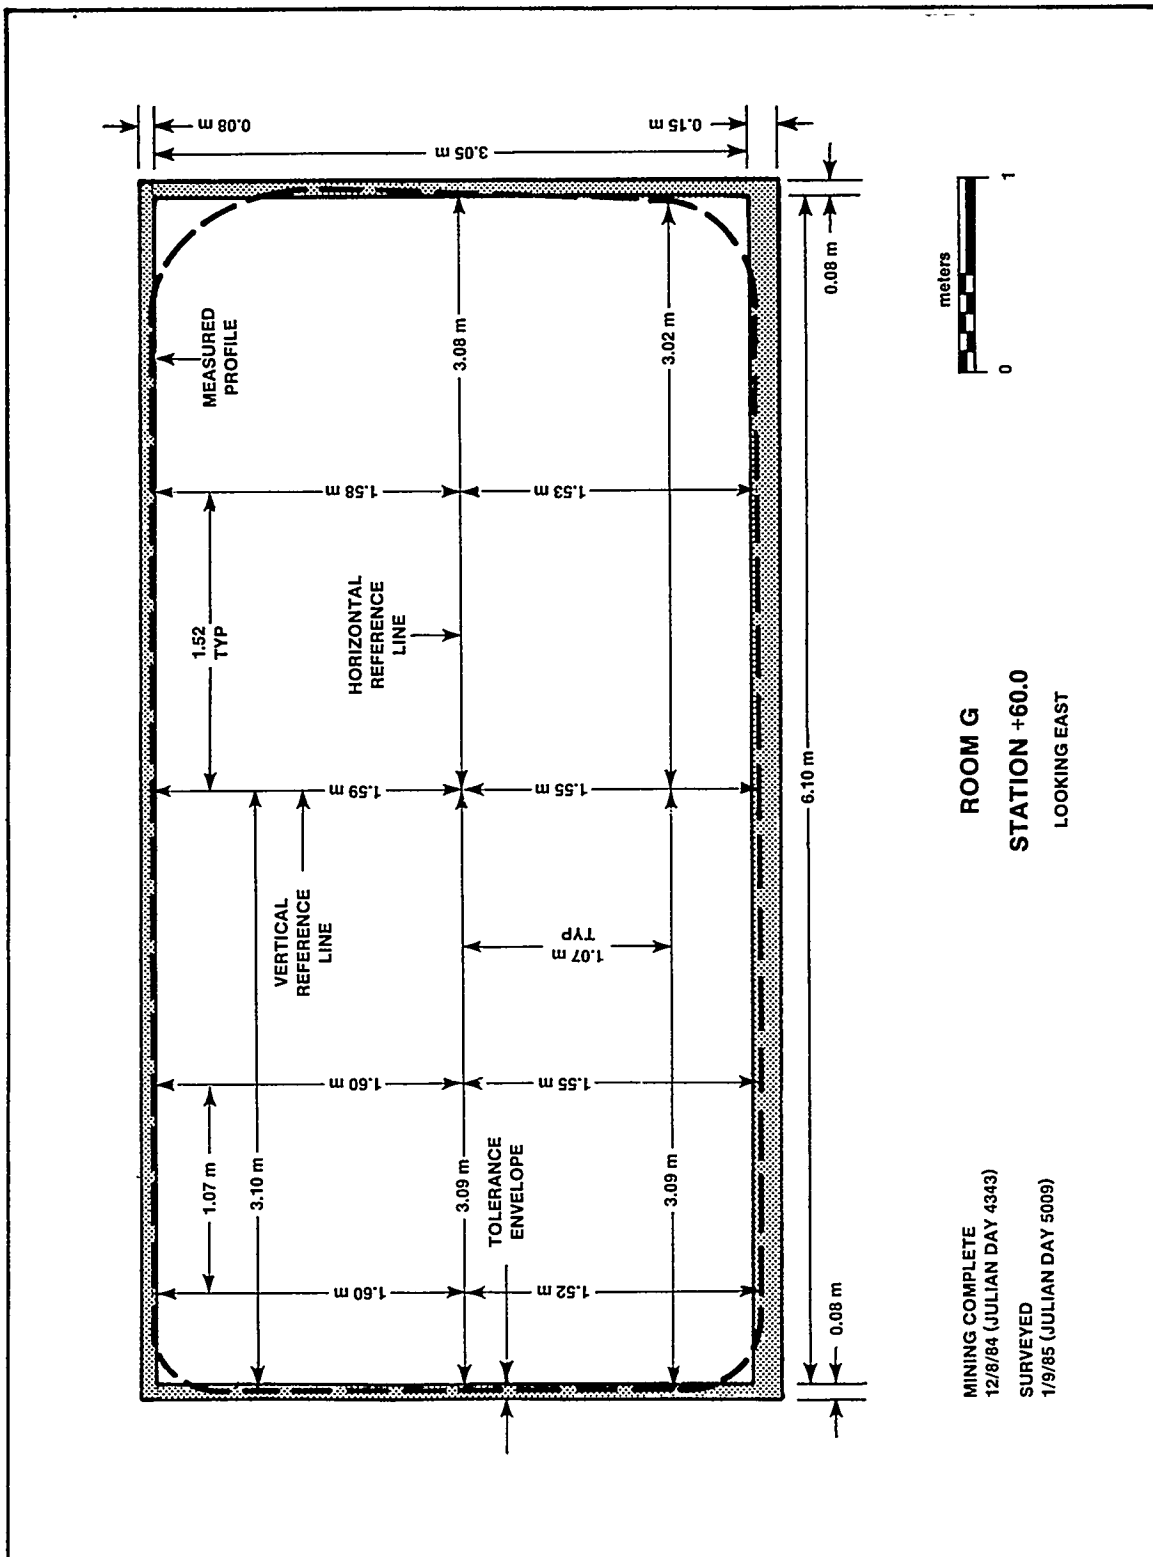 0.08 m
3.05 m
0.15 m
0.08 m
MEASURED
PROFILE
3.08 m
3.02 m
1.58 m
1.53 m
1.52
TYP
HORIZONTAL
REFERENCE
LINE
1.59 m
1.55 m
6.10 m
VERTICAL
REFERENCE
LINE
1.07 m
TYP
1.60 m
1.55 m
1.07 m
3.10 m
3.09 m
3.09 m
TOLERANCE
ENVELOPE
1.60 m
1.52 m
0.08 m
meters
0
1
ROOM G
STATION +60.0
LOOKING EAST
MINING COMPLETE
12/8/84 (JULIAN DAY 4343)
SURVEYED
1/9/85 (JULIAN DAY 5009)